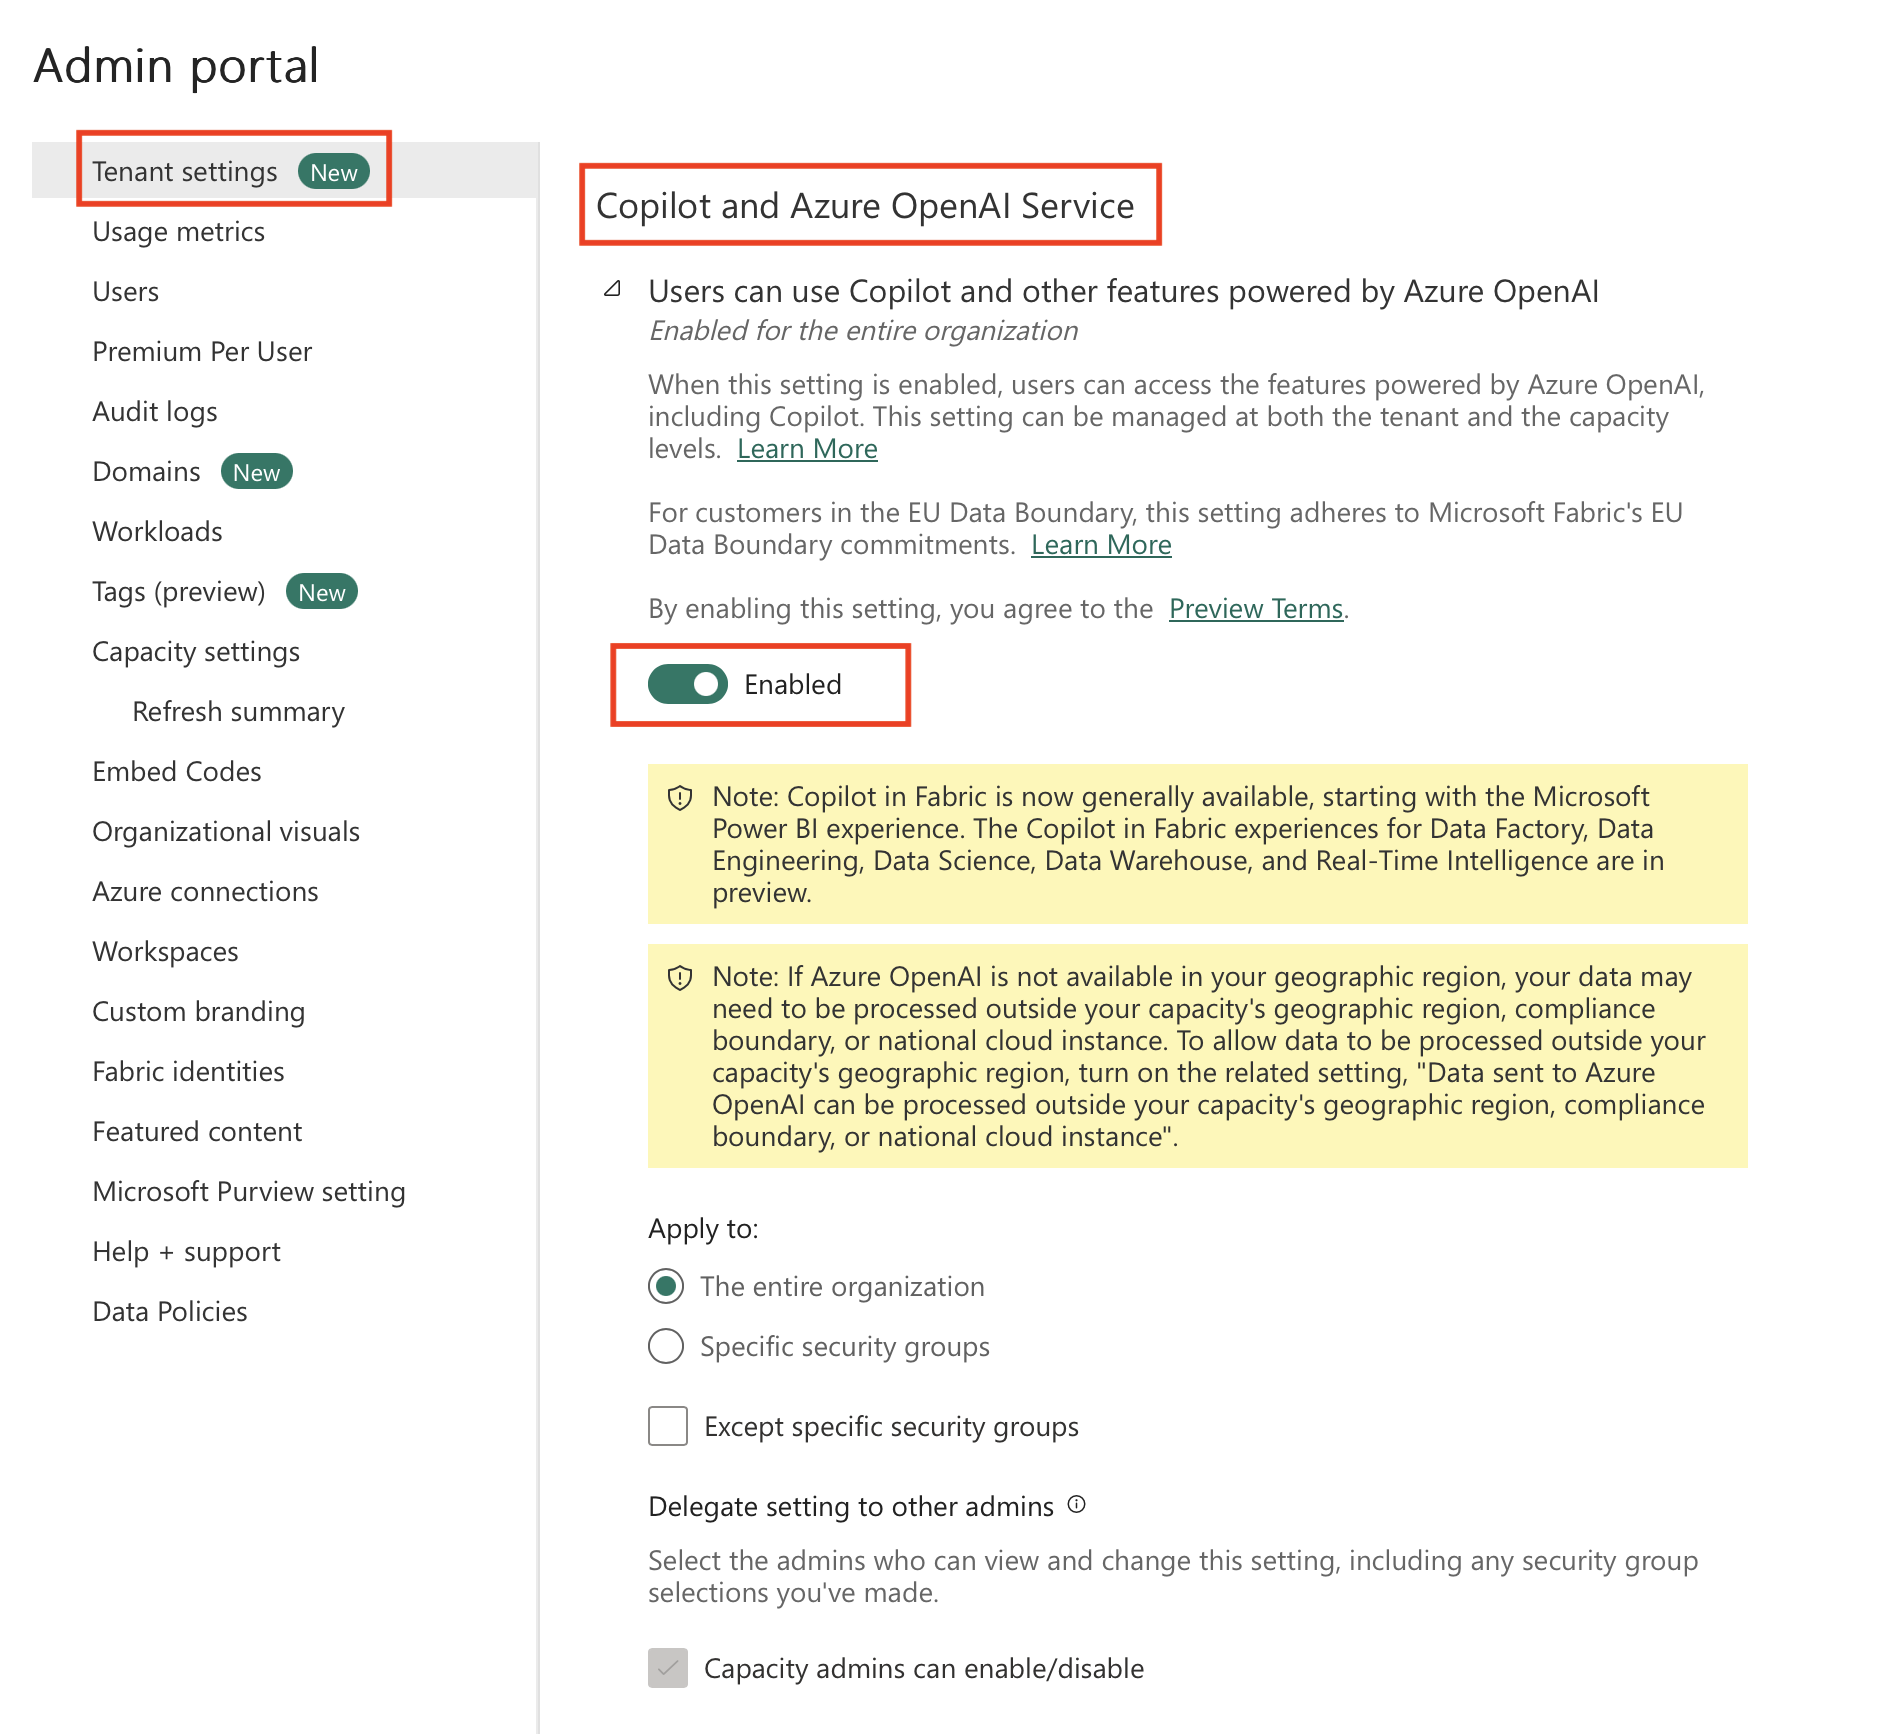 Admin portal
Tenant settings New
Usage metrics
Users
Premium Per User
Audit logs
Domains New
Workloads
Tags (preview) New
Capacity settings
Refresh summary
Embed Codes
Organizational visuals
Azure connections
Workspaces
Custom branding
Fabric identities
Featured content
Microsoft Purview setting
Help + support
Data Policies
Copilot and Azure OpenAI Service
Users can use Copilot and other features powered by Azure OpenAI
Enabled for the entire organization
When this setting is enabled, users can access the features powered by Azure OpenAI,
including Copilot. This setting can be managed at both the tenant and the capacity
levels. Learn More
For customers in the EU Data Boundary, this setting adheres to Microsoft Fabric's EU
Data Boundary commitments. Learn More
By enabling this setting, you agree to the Preview Terms.
Enabled
Note: Copilot in Fabric is now generally available, starting with the Microsoft
Power BI experience. The Copilot in Fabric experiences for Data Factory, Data
Engineering, Data Science, Data Warehouse, and Real-Time Intelligence are in
preview.
Note: If Azure OpenAI is not available in your geographic region, your data may
need to be processed outside your capacity's geographic region, compliance
boundary, or national cloud instance. To allow data to be processed outside your
capacity's geographic region, turn on the related setting, "Data sent to Azure
OpenAI can be processed outside your capacity's geographic region, compliance
boundary, or national cloud instance".
Apply to:
The entire organization
Specific security groups
Except specific security groups
Delegate setting to other admins
Select the admins who can view and change this setting, including any security group
selections you've made.
Capacity admins can enable/disable